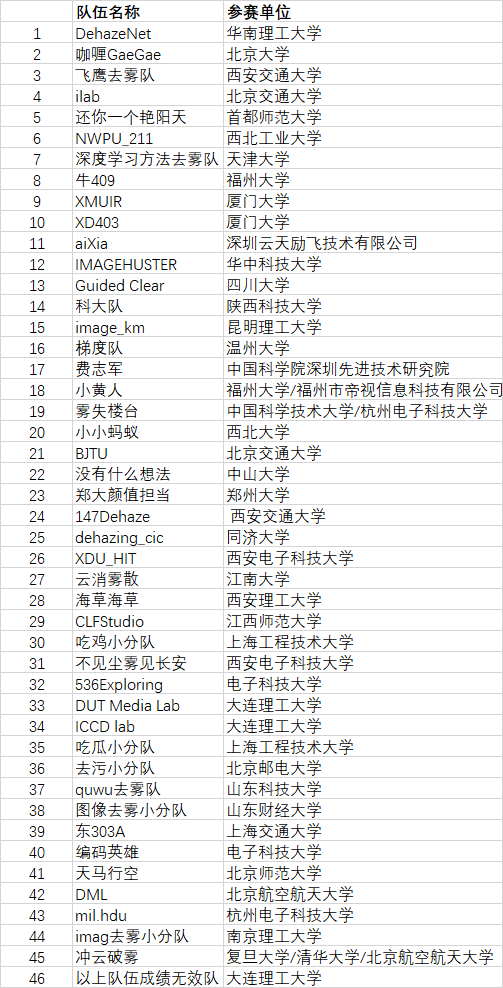 队伍名称 参赛单位
1 DehazeNet 华南理工大学
2 咖喱GaeGae 北京大学
3 飞鹰去雾队 西安交通大学
4 ilab 北京交通大学
5 还你一个艳阳天 首都师范大学
6 NWPU_211 西北工业大学
7 深度学习方法去雾队 天津大学
8 牛409 福州大学
9 XMUIR 厦门大学
10 XD403 厦门大学
11 aiXia 深圳云天励飞技术有限公司
12 IMAGEHUSTER 华中科技大学
13 Guided Clear 四川大学
14 科大队 陕西科技大学
15 image_km 昆明理工大学
16 梯度队 温州大学
17 费志军 中国科学院深圳先进技术研究院
18 小黄人 福州大学/福州市帝视信息科技有限公司
19 雾失楼台 中国科学技术大学/杭州电子科技大学
20 小小蚂蚁 西北大学
21 BJTU 北京交通大学
22 没有什么想法 中山大学
23 郑大颜值担当 郑州大学
24 147Dehaze 西安交通大学
25 dehazing_cic 同济大学
26 XDU_HIT 西安电子科技大学
27 云消雾散 江南大学
28 海草海草 西安理工大学
29 CLFStudio 江西师范大学
30 吃鸡小分队 上海工程技术大学
31 不见尘雾见长安 西安电子科技大学
32 536Exploring 电子科技大学
33 DUT Media Lab 大连理工大学
34 ICCD lab 大连理工大学
35 吃瓜小分队 上海工程技术大学
36 去污小分队 北京邮电大学
37 quwu去雾队 山东科技大学
38 图像去雾小分队 山东财经大学
39 东303A 上海交通大学
40 编码英雄 电子科技大学
41 天马行空 北京师范大学
42 DML 北京航空航天大学
43 mil.hdu 杭州电子科技大学
44 imag去雾小分队 南京理工大学
45 冲云破雾 复旦大学/清华大学/北京航空航天大学
46 以上队伍成绩无效队 大连理工大学